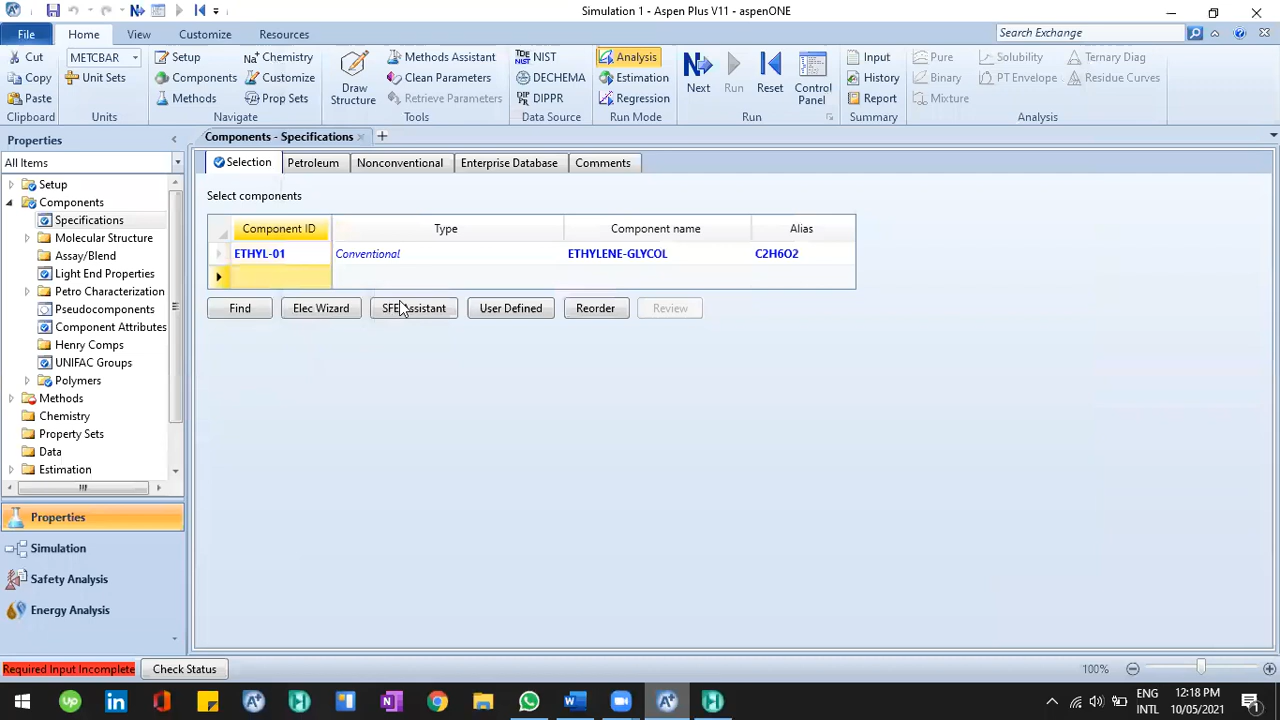 Simulation 1 - Aspen Plus V11 - aspenONE
File Home View Customize Resources Search Exchange
Cut METCBAR Setup Chemistry Methods Assistant NIST Analysis Input Pure Solubility Ternary Diag
Copy Unit Sets Components Customize Clean Parameters DECHEMA Estimation History Binary PT Envelope Residue Curves
Paste Methods Prop Sets Draw Structure Retrieve Parameters DIPPR Regression Next Run Reset Control Panel Report Mixture
Clipboard Units Navigate Tools Data Source Run Mode Run Summary Analysis
Properties
All Items
Setup
Components
Specifications
Molecular Structure
Assay/Blend
Light End Properties
Petro Characterization
Pseudocomponents
Component Attributes
Henry Comps
UNIFAC Groups
Polymers
Methods
Chemistry
Property Sets
Data
Estimation
Properties
Simulation
Safety Analysis
Energy Analysis
Components - Specifications
Selection Petroleum Nonconventional Enterprise Database Comments
Select components
Component ID Type Component name Alias
ETHYL-01 Conventional ETHYLENE-GLYCOL C2H6O2
Find Elec Wizard SFE Assistant User Defined Reorder Review
Required Input Incomplete Check Status 100%
ENG
INTL
12:18 PM
10/05/2021